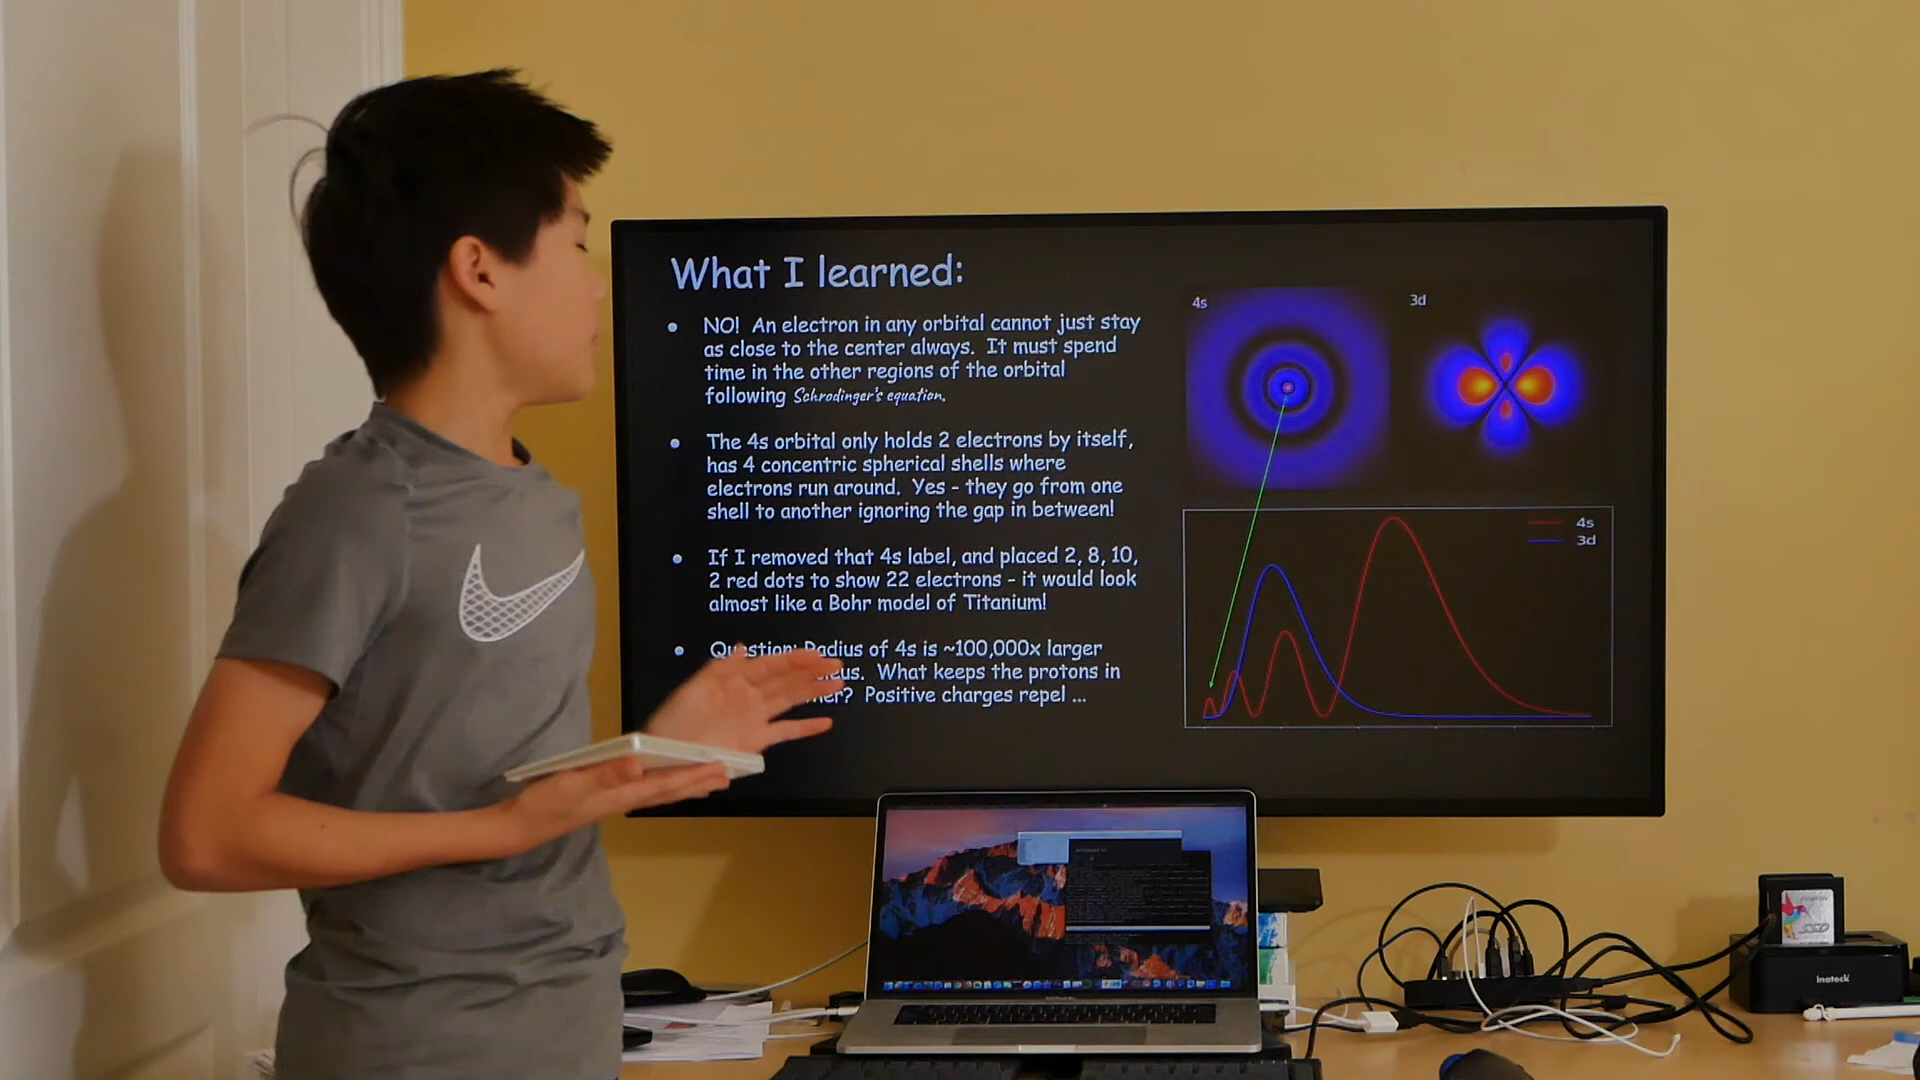 What I learned:
NO! An electron in any orbital cannot just stay
as close to the center always. It must spend
time in the other regions of the orbital
following Schrodinger's equation.
The 4s orbital only holds 2 electrons by itself,
has 4 concentric spherical shells where
electrons run around. Yes - they go from one
shell to another ignoring the gap in between!
If I removed that 4s label, and placed 2, 8, 10,
2 red dots to show 22 electrons - it would look
almost like a Bohr model of Titanium!
Question: Radius of 4s is ~100,000x larger
What keeps the protons in
Positive charges repel ...
4s
3d
4s
3d
inateck
SSD